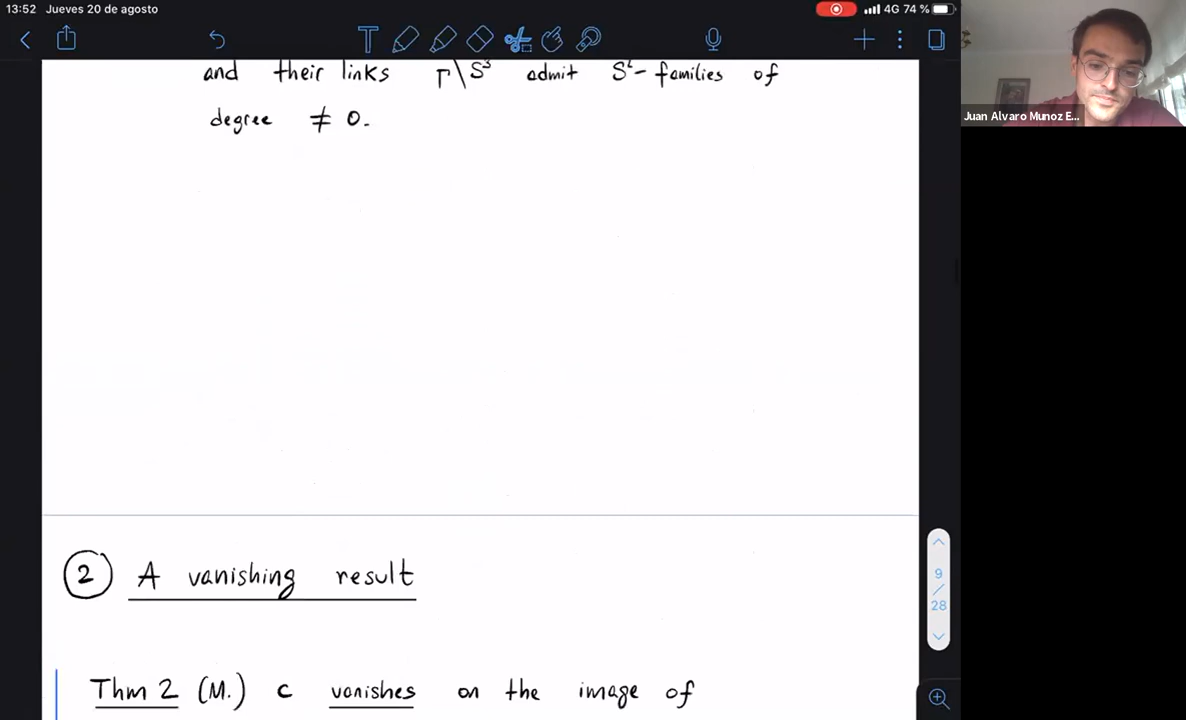 13:52 Jueves 20 de agosto
4G 74 %
and their links Γ\S³ admit S²-families of
degree ≠ 0.
Juan Alvaro Munoz E...
② A vanishing result
9
/
28
Thm 2 (M.) c vanishes on the image of